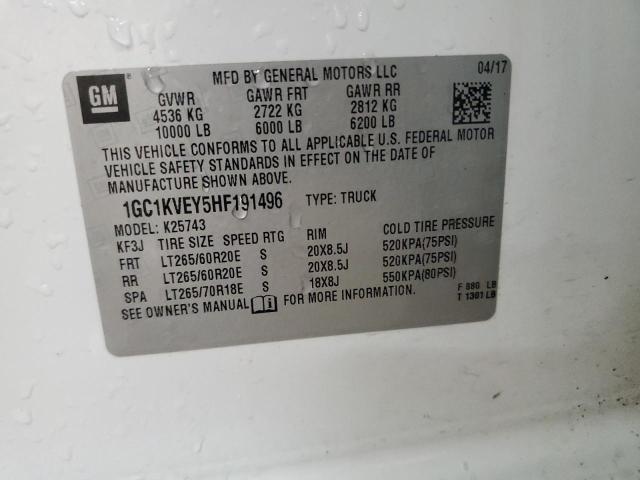 GM ®
MFD BY GENERAL MOTORS LLC 04/17
GVWR GAWR FRT GAWR RR
4536 KG 2722 KG 2812 KG
10000 LB 6000 LB 6200 LB
THIS VEHICLE CONFORMS TO ALL APPLICABLE U.S. FEDERAL MOTOR
VEHICLE SAFETY STANDARDS IN EFFECT ON THE DATE OF
MANUFACTURE SHOWN ABOVE.
1GC1KVEY5HF191496 TYPE: TRUCK
MODEL: K25743
KF3J TIRE SIZE SPEED RTG RIM COLD TIRE PRESSURE
FRT LT265/60R20E S 20X8.5J 520KPA(75PSI)
RR LT265/60R20E S 20X8.5J 520KPA(75PSI)
SPA LT265/70R18E S 18X8J 550KPA(80PSI)
SEE OWNER'S MANUAL FOR MORE INFORMATION.
F 880 LB
T 1381 LB